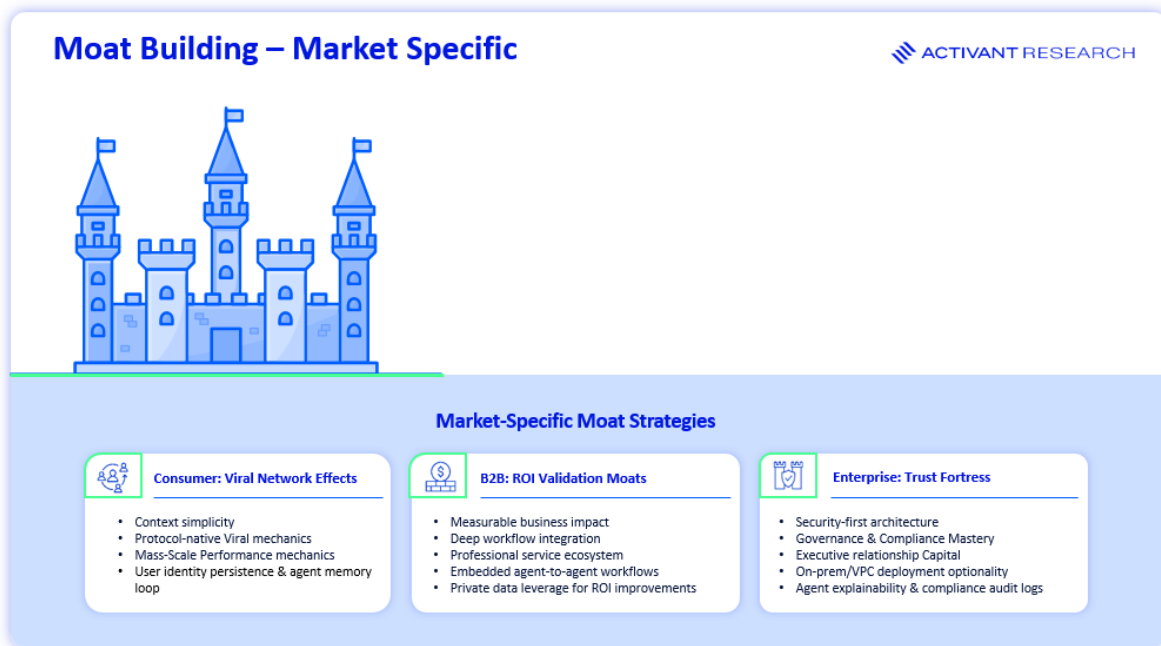 Moat Building – Market Specific
ACTIVANT RESEARCH
Market-Specific Moat Strategies
Consumer: Viral Network Effects
• Context simplicity
• Protocol-native Viral mechanics
• Mass-Scale Performance mechanics
• User identity persistence & agent memory
loop
B2B: ROI Validation Moats
• Measurable business impact
• Deep workflow integration
• Professional service ecosystem
• Embedded agent-to-agent workflows
• Private data leverage for ROI improvements
Enterprise: Trust Fortress
• Security-first architecture
• Governance & Compliance Mastery
• Executive relationship Capital
• On-prem/VPC deployment optionality
• Agent explainability & compliance audit logs